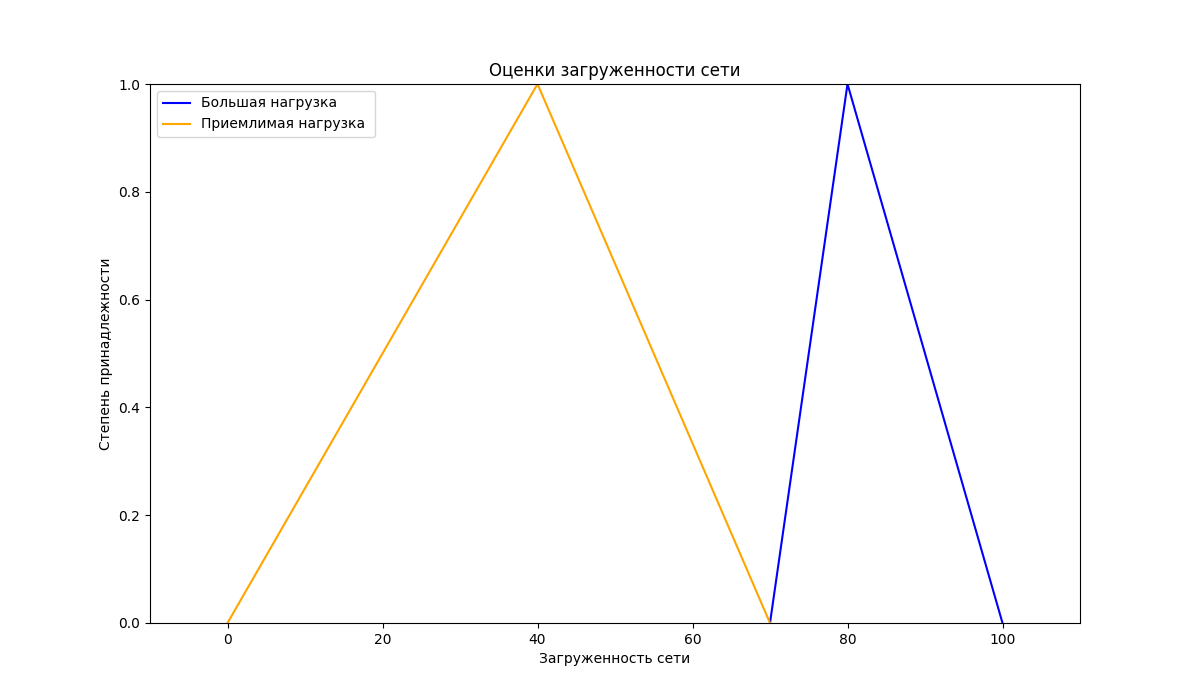 Оценки загруженности сети
Большая нагрузка
Приемлимая нагрузка
Степень принадлежности
1.0
0.8
0.6
0.4
0.2
0.0
0 20 40 60 80 100
Загруженность сети